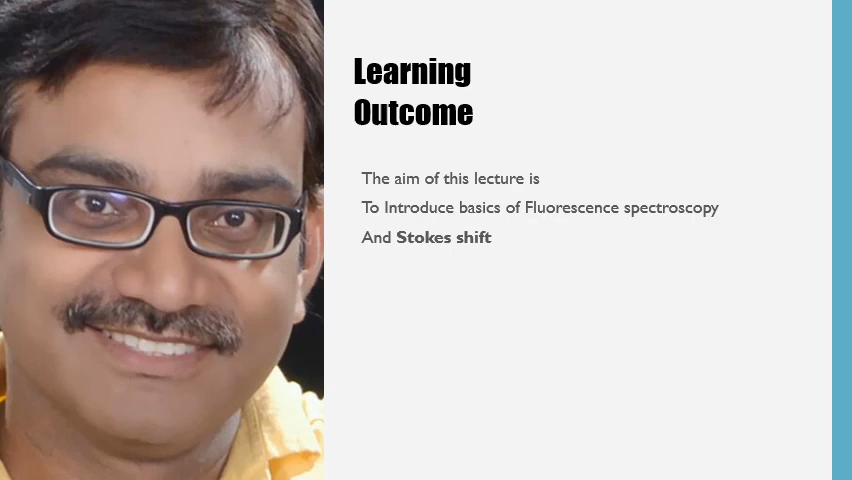 Learning
Outcome
The aim of this lecture is
To Introduce basics of Fluorescence spectroscopy
And Stokes shift